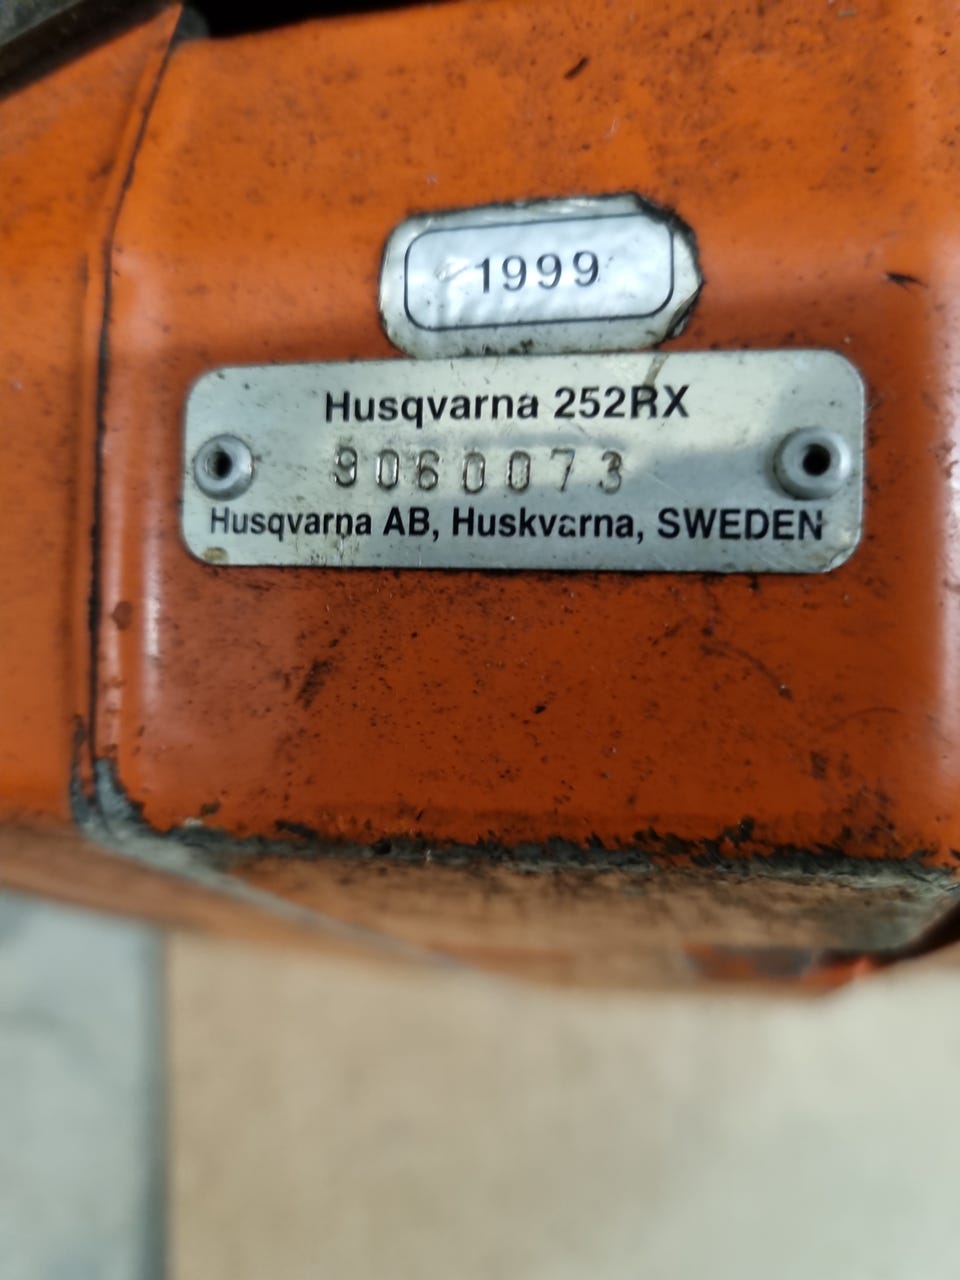 1999
Husqvarna 252RX
9060073
Husqvarna AB, Huskvarna, SWEDEN